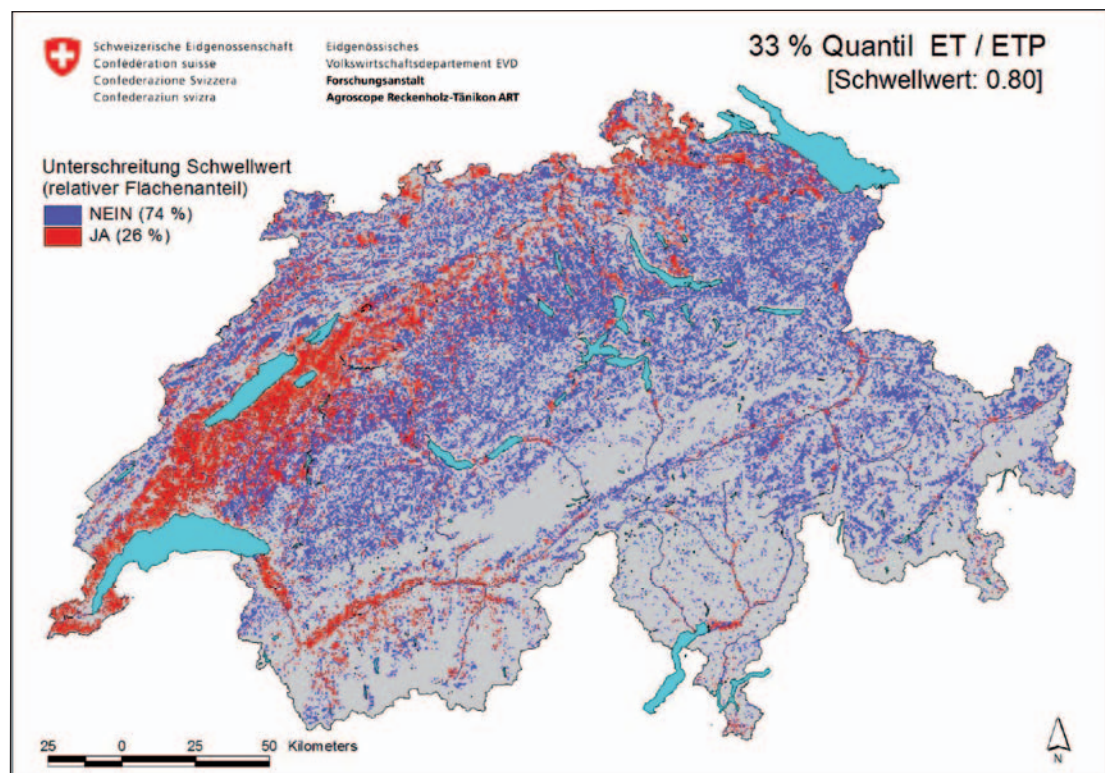 Schweizerische Eidgenossenschaft
Confédération suisse
Confederazione Svizzera
Confederaziun svizra
Eidgenössisches
Volkswirtschaftsdepartement EVD
Forschungsanstalt
Agroscope Reckenholz-Tänikon ART
33 % Quantil ET / ETP
[Schwellwert: 0.80]
Unterschreitung Schwellwert
(relativer Flächenanteil)
NEIN (74 %)
JA (26 %)
25 0 25 50 Kilometers
N